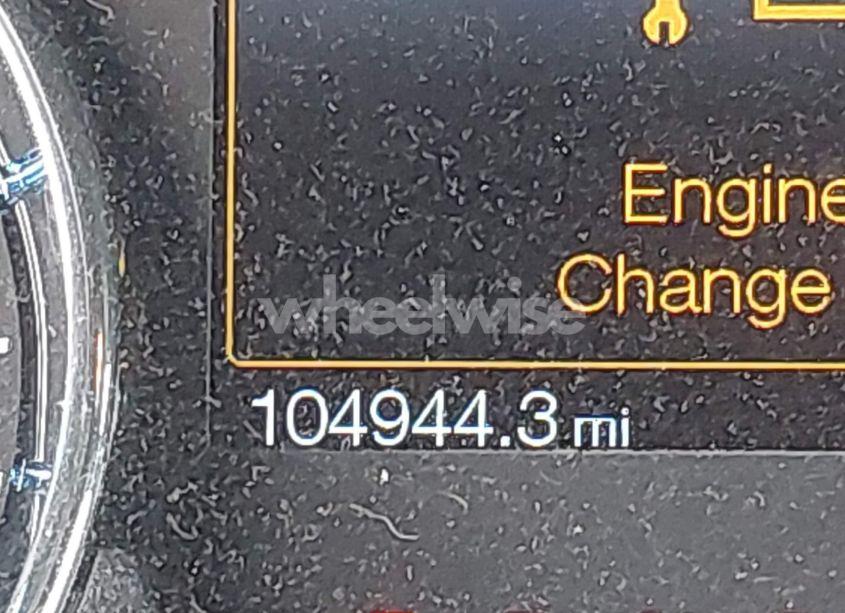 Engine
Change
wheelwise
104944.3 mi